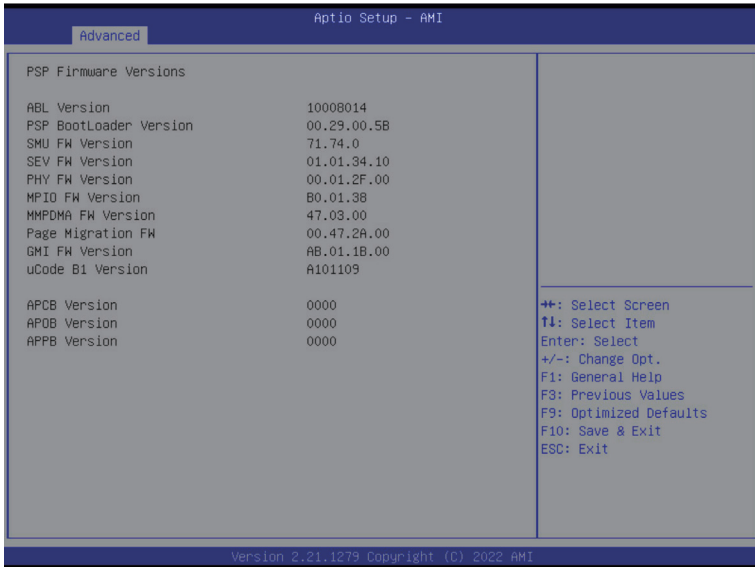 Aptio Setup - AMI
Advanced
PSP Firmware Versions
ABL Version 10008014
PSP BootLoader Version 00.29.00.5B
SMU FW Version 71.74.0
SEV FW Version 01.01.34.10
PHY FW Version 00.01.2F.00
MPIO FW Version B0.01.38
MMPDMA FW Version 47.03.00
Page Migration FW 00.47.2A.00
GMI FW Version AB.01.1B.00
uCode B1 Version A101109
APCB Version 0000
APOB Version 0000
APPB Version 0000
→←: Select Screen
↑↓: Select Item
Enter: Select
+/-: Change Opt.
F1: General Help
F3: Previous Values
F9: Optimized Defaults
F10: Save & Exit
ESC: Exit
Version 2.21.1279 Copyright (C) 2022 AMI